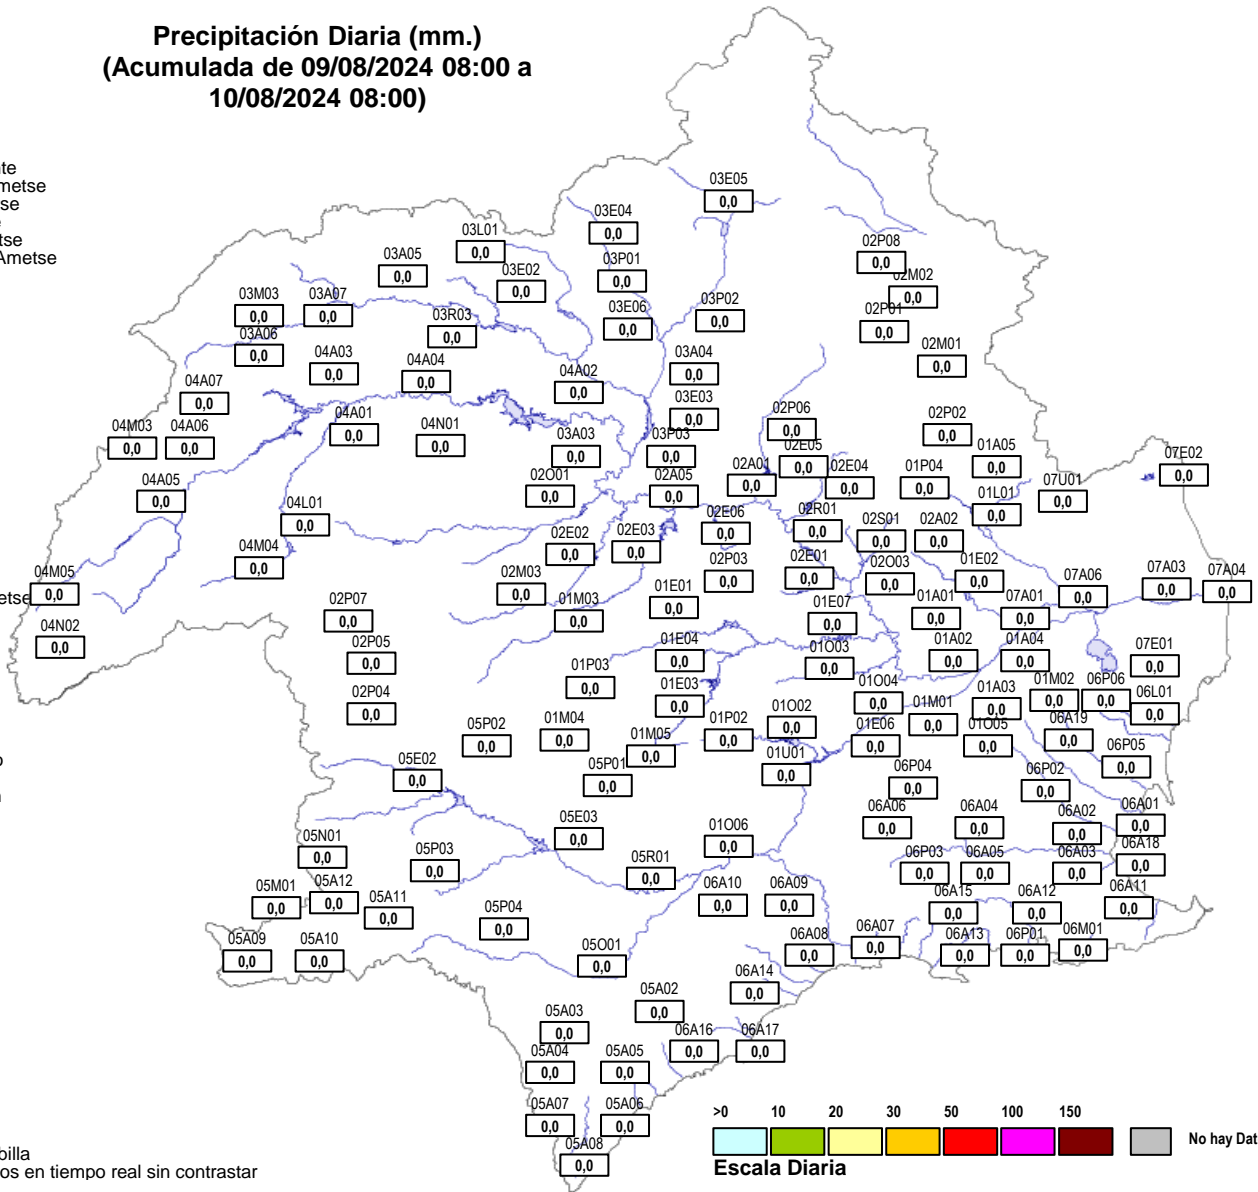 Precipitación Diaria (mm.)
(Acumulada de 09/08/2024 08:00 a
10/08/2024 08:00)
03E05
0,0
03E04
0,0
03L01
0,0
03A05
0,0
03E02
0,0
03P01
0,0
02P08
0,0
02M02
0,0
03M03
0,0
03A07
0,0
03R03
0,0
03E06
0,0
03P02
0,0
02P01
0,0
03A06
0,0
04A03
0,0
04A04
0,0
04A02
0,0
03A04
0,0
02M01
0,0
04A07
0,0
04A01
0,0
04N01
0,0
03E03
0,0
02P06
0,0
02P02
0,0
04M03
0,0
04A06
0,0
03A03
0,0
03P03
0,0
02E05
0,0
01A05
0,0
07E02
0,0
04A05
0,0
02O01
0,0
02A05
0,0
02A01
0,0
02E04
0,0
01P04
0,0
01L01
0,0
07U01
0,0
04L01
0,0
02E02
0,0
02E03
0,0
02E06
0,0
02R01
0,0
02S01
0,0
02A02
0,0
04M04
0,0
04M05
0,0
02M03
0,0
01M03
0,0
01E01
0,0
02P03
0,0
02E01
0,0
02O03
0,0
01E02
0,0
07A06
0,0
07A03
0,0
07A04
0,0
04N02
0,0
02P07
0,0
01E07
0,0
01A01
0,0
07A01
0,0
02P05
0,0
01E04
0,0
01O03
0,0
01A02
0,0
01A04
0,0
07E01
0,0
02P04
0,0
01P03
0,0
01E03
0,0
01O04
0,0
01A03
0,0
01M02
0,0
06P06
0,0
06L01
0,0
05P02
0,0
01M04
0,0
01M05
0,0
01P02
0,0
01O02
0,0
01E06
0,0
01M01
0,0
01O05
0,0
06A19
0,0
06P05
0,0
05E02
0,0
05P01
0,0
01U01
0,0
06P04
0,0
06P02
0,0
05E03
0,0
01O06
0,0
06A06
0,0
06A04
0,0
06A02
0,0
06A01
0,0
05N01
0,0
05P03
0,0
05R01
0,0
06P03
0,0
06A05
0,0
06A03
0,0
06A18
0,0
05M01
0,0
05A12
0,0
05A11
0,0
05P04
0,0
06A10
0,0
06A09
0,0
06A15
0,0
06A12
0,0
06A11
0,0
05A09
0,0
05A10
0,0
05O01
0,0
06A08
0,0
06A07
0,0
06A13
0,0
06P01
0,0
06M01
0,0
05A03
0,0
05A02
0,0
06A14
0,0
05A04
0,0
05A05
0,0
06A16
0,0
06A17
0,0
05A07
0,0
05A06
0,0
05A08
0,0
>0 10 20 30 50 100 150
No hay Dat
Escala Diaria
te
metse
se
tse
Ametse
etse
billa
os en tiempo real sin contrastar